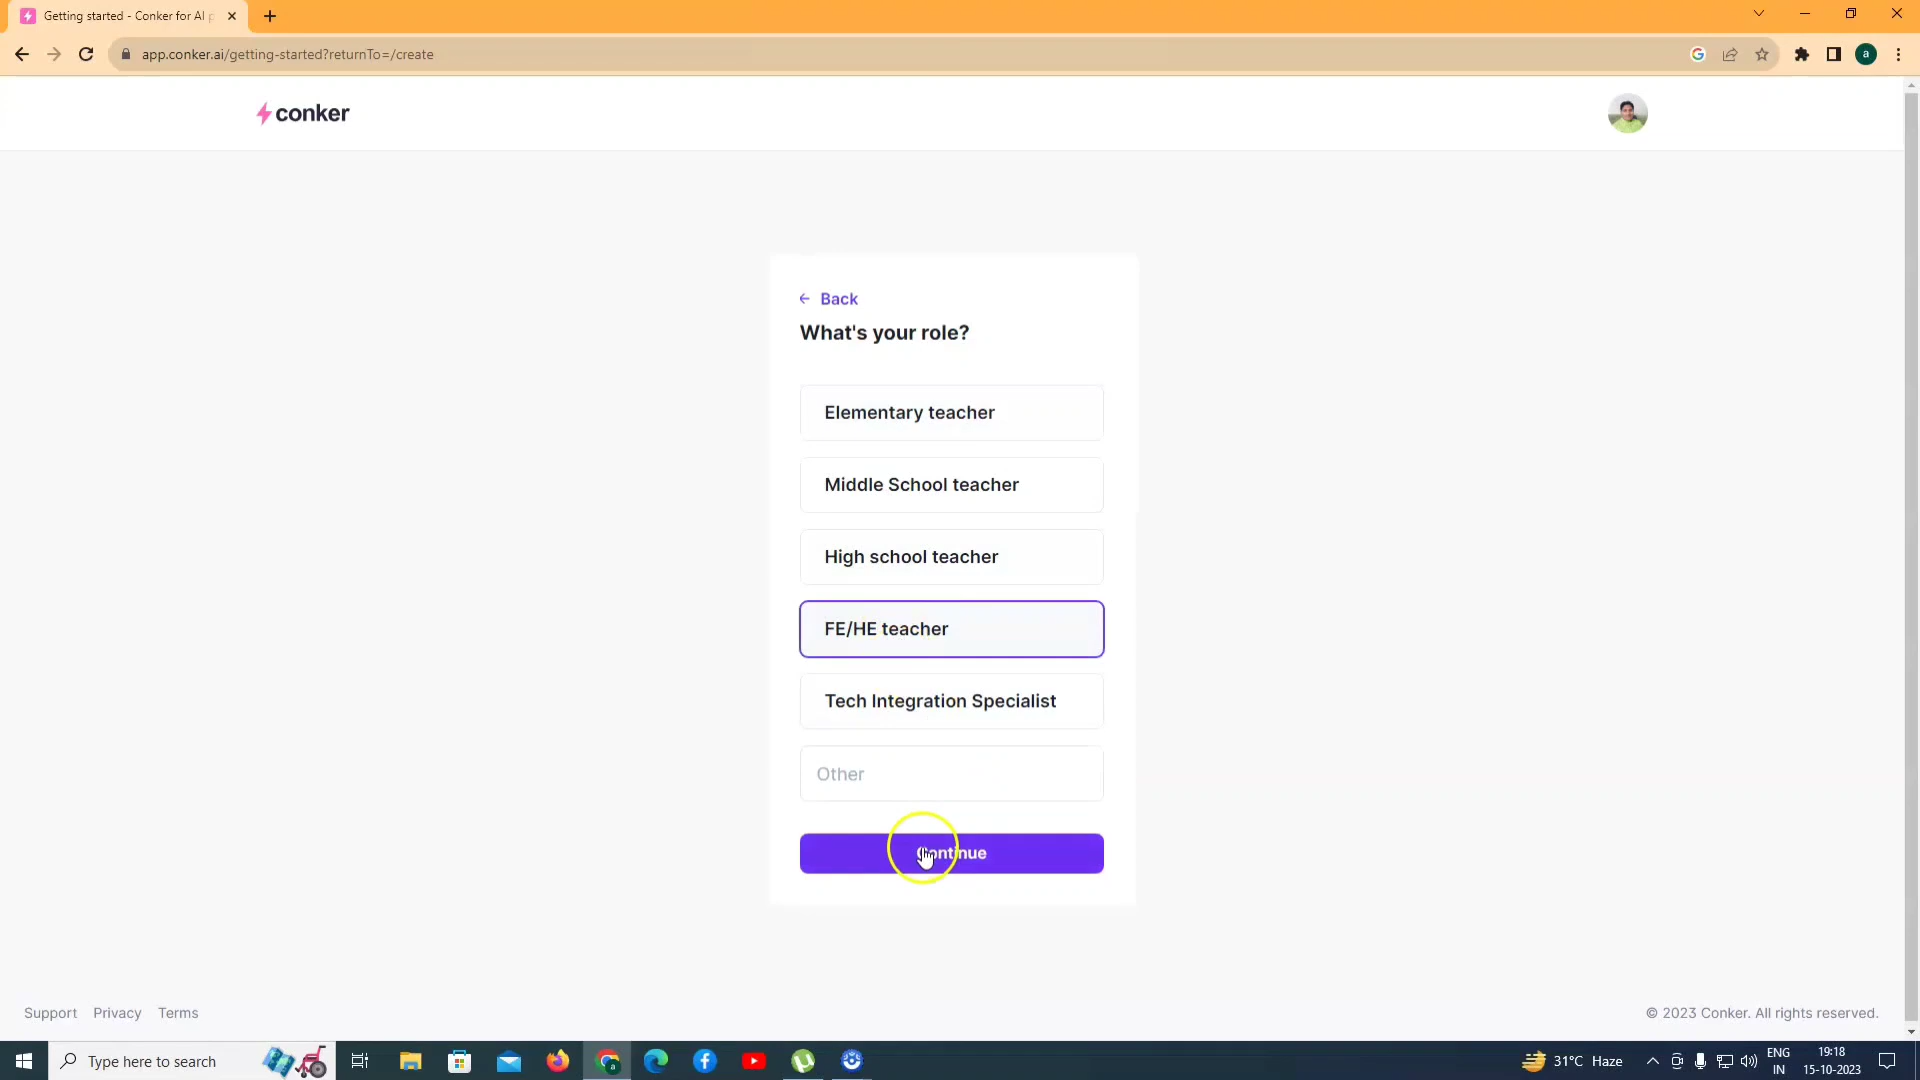 Getting started - Conker for AI p
app.conker.ai/getting-started?returnTo=/create
a
conker
Back
What's your role?
Elementary teacher
Middle School teacher
High school teacher
FE/HE teacher
Tech Integration Specialist
Other
Continue
Support Privacy Terms
© 2023 Conker. All rights reserved.
Type here to search
31°C Haze
ENG
IN
19:18
15-10-2023